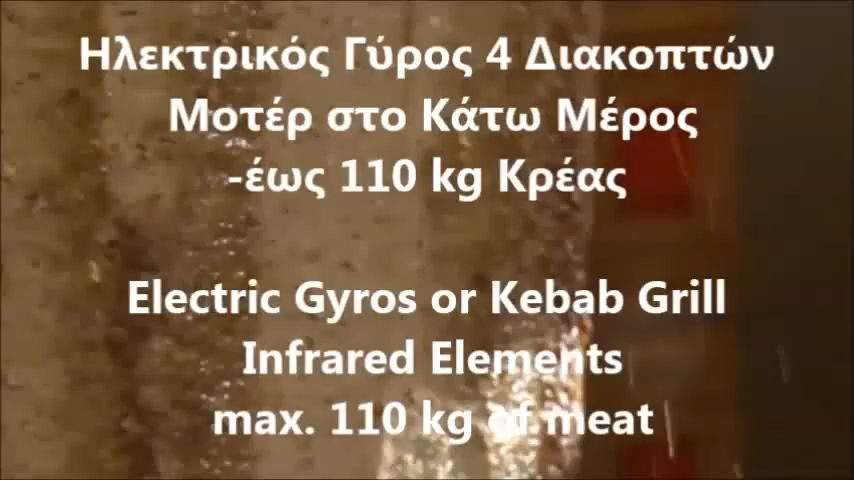 Ηλεκτρικός Γύρος 4 Διακοπτών
Μοτέρ στο Κάτω Μέρος
-έως 110 kg Κρέας
Electric Gyros or Kebab Grill
Infrared Elements
max. 110 kg of meat